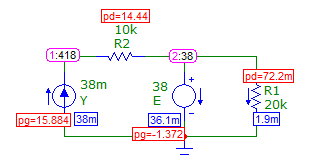 pd=14.44
10k
R2
1:418
2:38
pd=72.2m
38m
Y
38
E
+
-
R1
20k
pg=15.884
38m
36.1m
1.9m
pg=-1.372